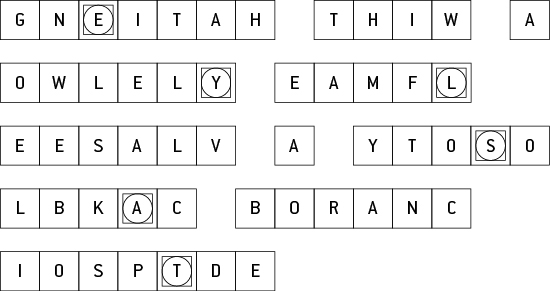 GNEITAH THIW A
OWLELY EAMFL
EESALV A YTOSO
LBKAC BORANC
IOSPTDE